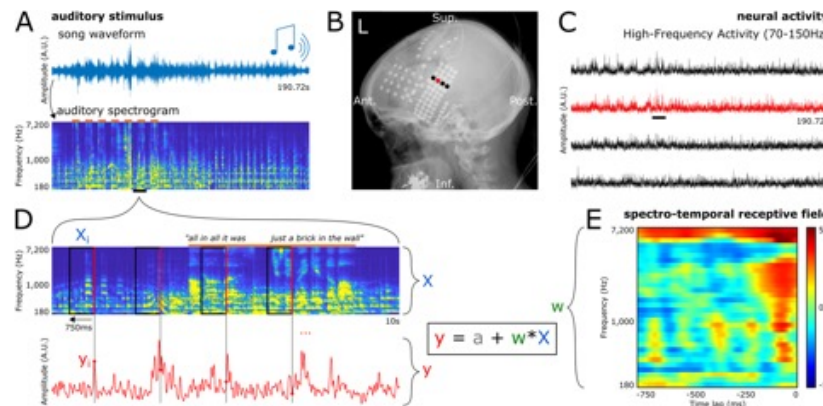 A
auditory stimulus
song waveform
Amplitude (A.U.)
190.72s
auditory spectrogram
Frequency (Hz)
7,200
1,000
180
B
L
Sup.
Ant.
Post.
Inf.
C
neural activity
High-Frequency Activity (70-150Hz
Amplitude (A.U.)
190.72
D
Xi
"all in all it was
just a brick in the wall"
Frequency (Hz)
7,200
1,000
180
X
750ms
10s
...
Amplitude (A.U.)
yi
y
y = a + w*X
E
spectro-temporal receptive field
w
Frequency (Hz)
7,200
1,000
180
-750
-500
-250
0
Time lag (ms)
5
0